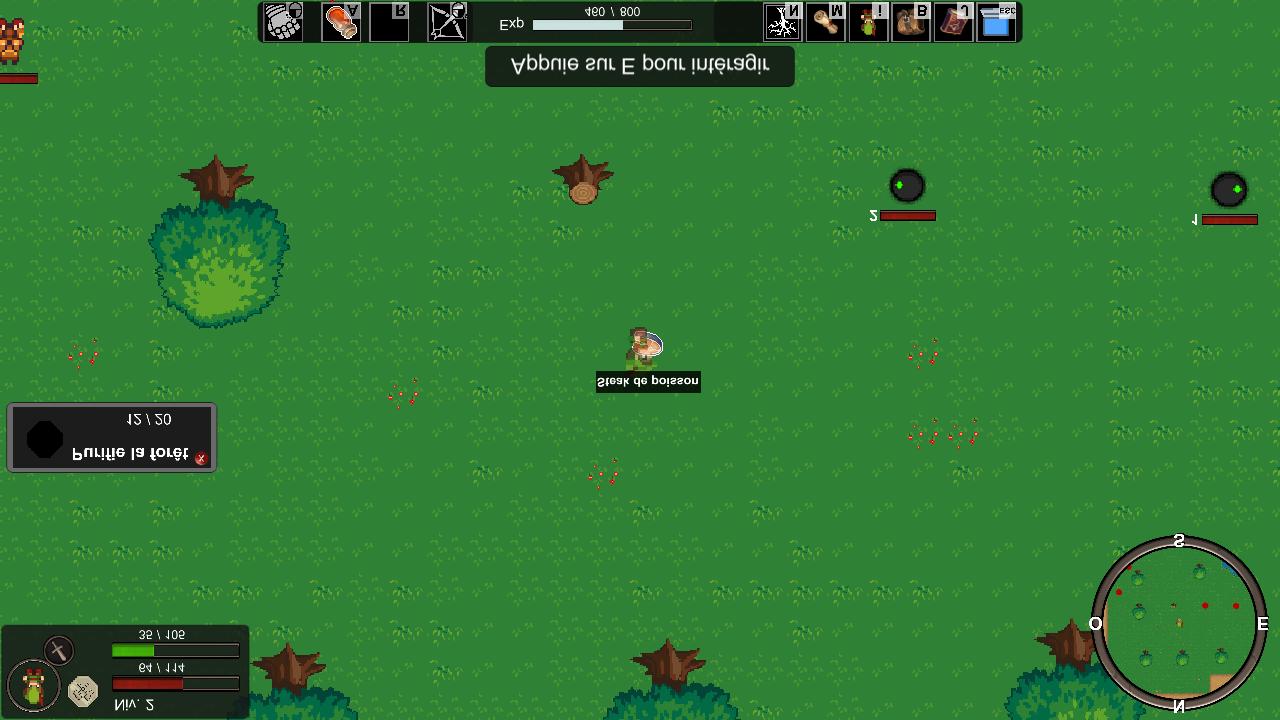 Niv. 2
64 / 114
35 / 105
N
O
E
S
Purifie la forêt
x
12 / 20
Steak de poisson
2
1
Appuie sur E pour intéragir
A
R
Exp
460 / 800
N
M
I
B
J
esc